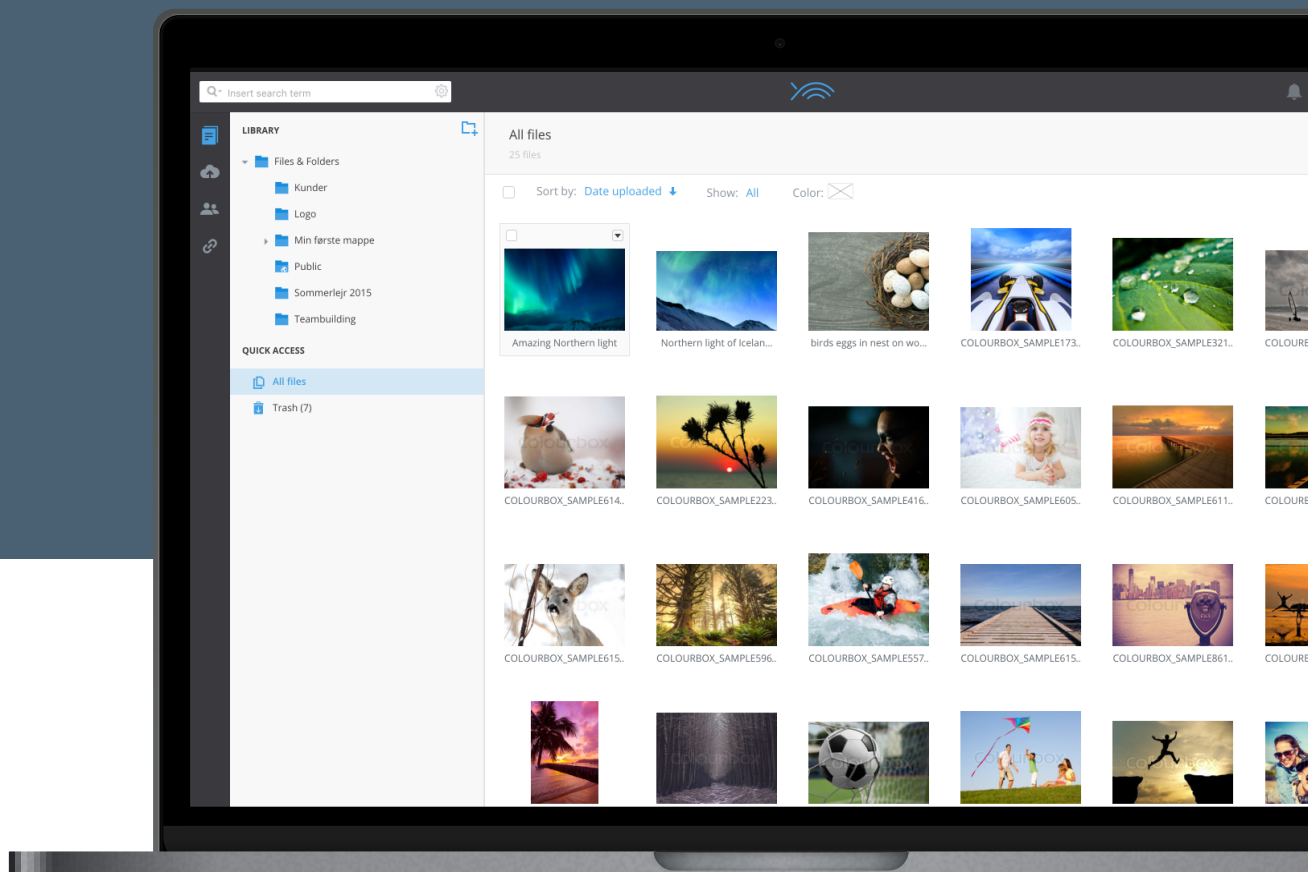 Insert search term
LIBRARY
Files & Folders
Kunder
Logo
Min første mappe
Public
Sommerlejr 2015
Teambuilding
QUICK ACCESS
All files
Trash (7)
All files
25 files
Sort by: Date uploaded Show: All Color:
Amazing Northern light
Northern light of Icelan...
birds eggs in nest on wo...
COLOURBOX_SAMPLE173..
COLOURBOX_SAMPLE321..
COLOURB
COLOURBOX_SAMPLE614..
COLOURBOX_SAMPLE223..
COLOURBOX_SAMPLE416..
COLOURBOX_SAMPLE605..
COLOURBOX_SAMPLE611..
COLOURB
COLOURBOX_SAMPLE615..
COLOURBOX_SAMPLE596..
COLOURBOX_SAMPLE557..
COLOURBOX_SAMPLE615..
COLOURBOX_SAMPLE861..
COLOURB